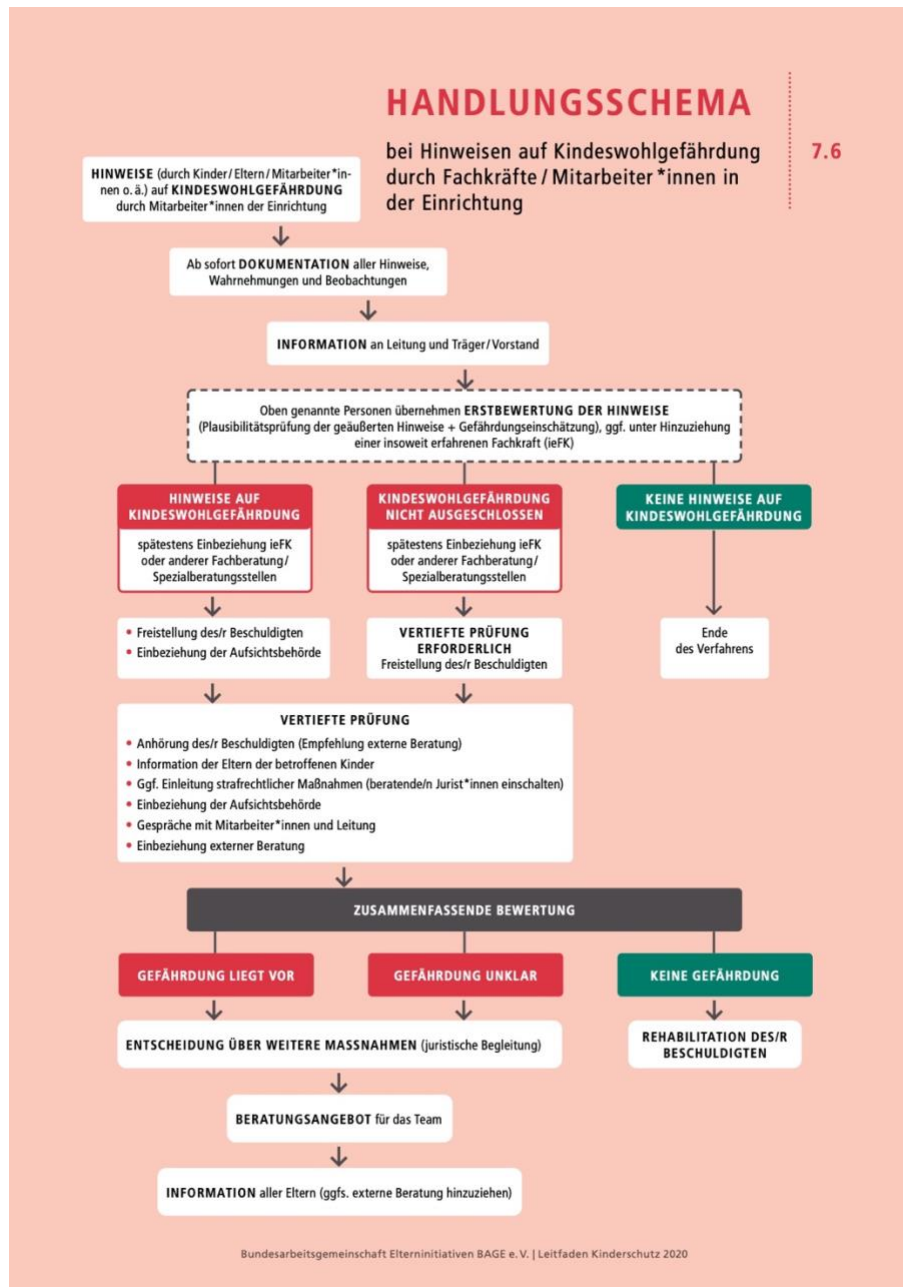 HANDLUNGSSCHEMA
bei Hinweisen auf Kindeswohlgefährdung
durch Fachkräfte / Mitarbeiter*innen in
der Einrichtung
7.6
HINWEISE (durch Kinder/Eltern/Mitarbeiter*in-
nen o. ä.) auf KINDESWOHLGEFÄHRDUNG
durch Mitarbeiter*innen der Einrichtung
Ab sofort DOKUMENTATION aller Hinweise,
Wahrnehmungen und Beobachtungen
INFORMATION an Leitung und Träger/Vorstand
Oben genannte Personen übernehmen ERSTBEWERTUNG DER HINWEISE
(Plausibilitätsprüfung der geäußerten Hinweise + Gefährdungseinschätzung), ggf. unter Hinzuziehung
einer insoweit erfahrenen Fachkraft (ieFK)
HINWEISE AUF
KINDESWOHLGEFÄHRDUNG
spätestens Einbeziehung ieFK
oder anderer Fachberatung/
Spezialberatungsstellen
KINDESWOHLGEFÄHRDUNG
NICHT AUSGESCHLOSSEN
spätestens Einbeziehung ieFK
oder anderer Fachberatung/
Spezialberatungsstellen
KEINE HINWEISE AUF
KINDESWOHLGEFÄHRDUNG
• Freistellung des/r Beschuldigten
• Einbeziehung der Aufsichtsbehörde
VERTIEFTE PRÜFUNG
ERFORDERLICH
Freistellung des/r Beschuldigten
Ende
des Verfahrens
VERTIEFTE PRÜFUNG
• Anhörung des/r Beschuldigten (Empfehlung externe Beratung)
• Information der Eltern der betroffenen Kinder
• Ggf. Einleitung strafrechtlicher Maßnahmen (beratende/n Jurist*innen einschalten)
• Einbeziehung der Aufsichtsbehörde
• Gespräche mit Mitarbeiter*innen und Leitung
• Einbeziehung externer Beratung
ZUSAMMENFASSENDE BEWERTUNG
GEFÄHRDUNG LIEGT VOR
GEFÄHRDUNG UNKLAR
KEINE GEFÄHRDUNG
ENTSCHEIDUNG ÜBER WEITERE MASSNAHMEN (juristische Begleitung)
REHABILITATION DES/R
BESCHULDIGTEN
BERATUNGSANGEBOT für das Team
INFORMATION aller Eltern (ggfs. externe Beratung hinzuziehen)
Bundesarbeitsgemeinschaft Elterninitiativen BAGE e. V. | Leitfaden Kinderschutz 2020